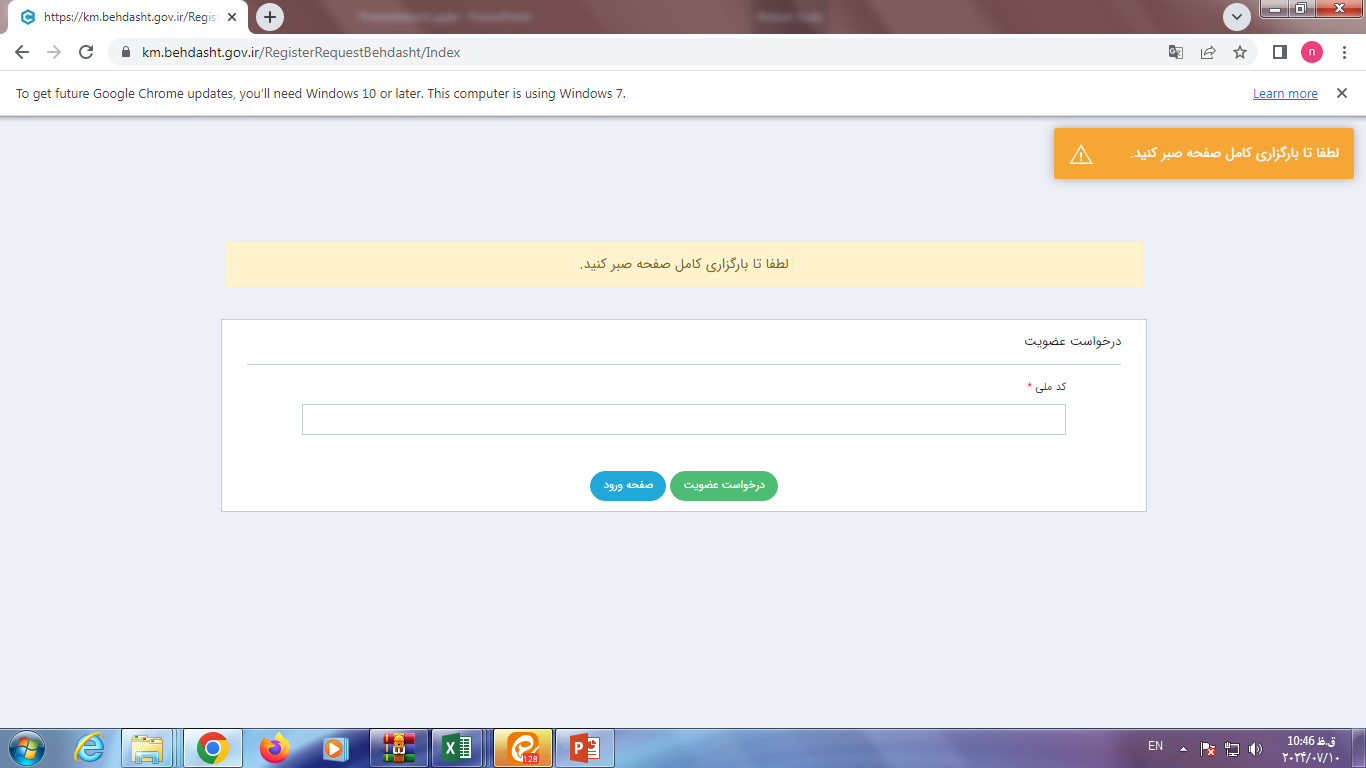 https://km.behdasht.gov.ir/Regist
km.behdasht.gov.ir/RegisterRequestBehdasht/Index
n
To get future Google Chrome updates, you'll need Windows 10 or later. This computer is using Windows 7.
Learn more
لطفا تا بارگزاری کامل صفحه صبر کنید.
لطفا تا بارگزاری کامل صفحه صبر کنید.
درخواست عضویت
کد ملی *
درخواست عضویت
صفحه ورود
128
EN
10:46 ق.ظ
۲۰۲۴/۰۷/۱۰